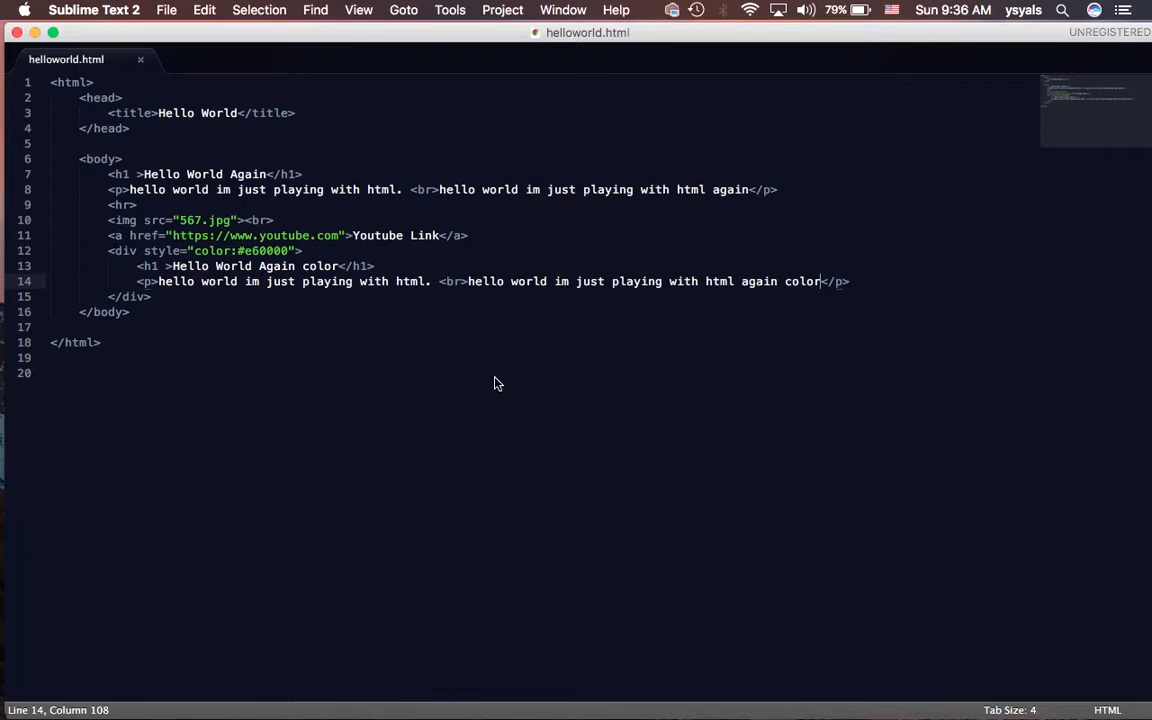 Sublime Text 2 File Edit Selection Find View Goto Tools Project Window Help 79% Sun 9:36 AM ysyals
helloworld.html UNREGISTERED
helloworld.html ×
1 <html>
2 <head>
3 <title>Hello World</title>
4 </head>
5
6 <body>
7 <h1 >Hello World Again</h1>
8 <p>hello world im just playing with html. <br>hello world im just playing with html again</p>
9 <hr>
10 <img src="567.jpg"><br>
11 <a href="https://www.youtube.com">Youtube Link</a>
12 <div style="color:#e60000">
13 <h1 >Hello World Again color</h1>
14 <p>hello world im just playing with html. <br>hello world im just playing with html again color</p>
15 </div>
16 </body>
17
18 </html>
19
20
Line 14, Column 108 Tab Size: 4 HTML